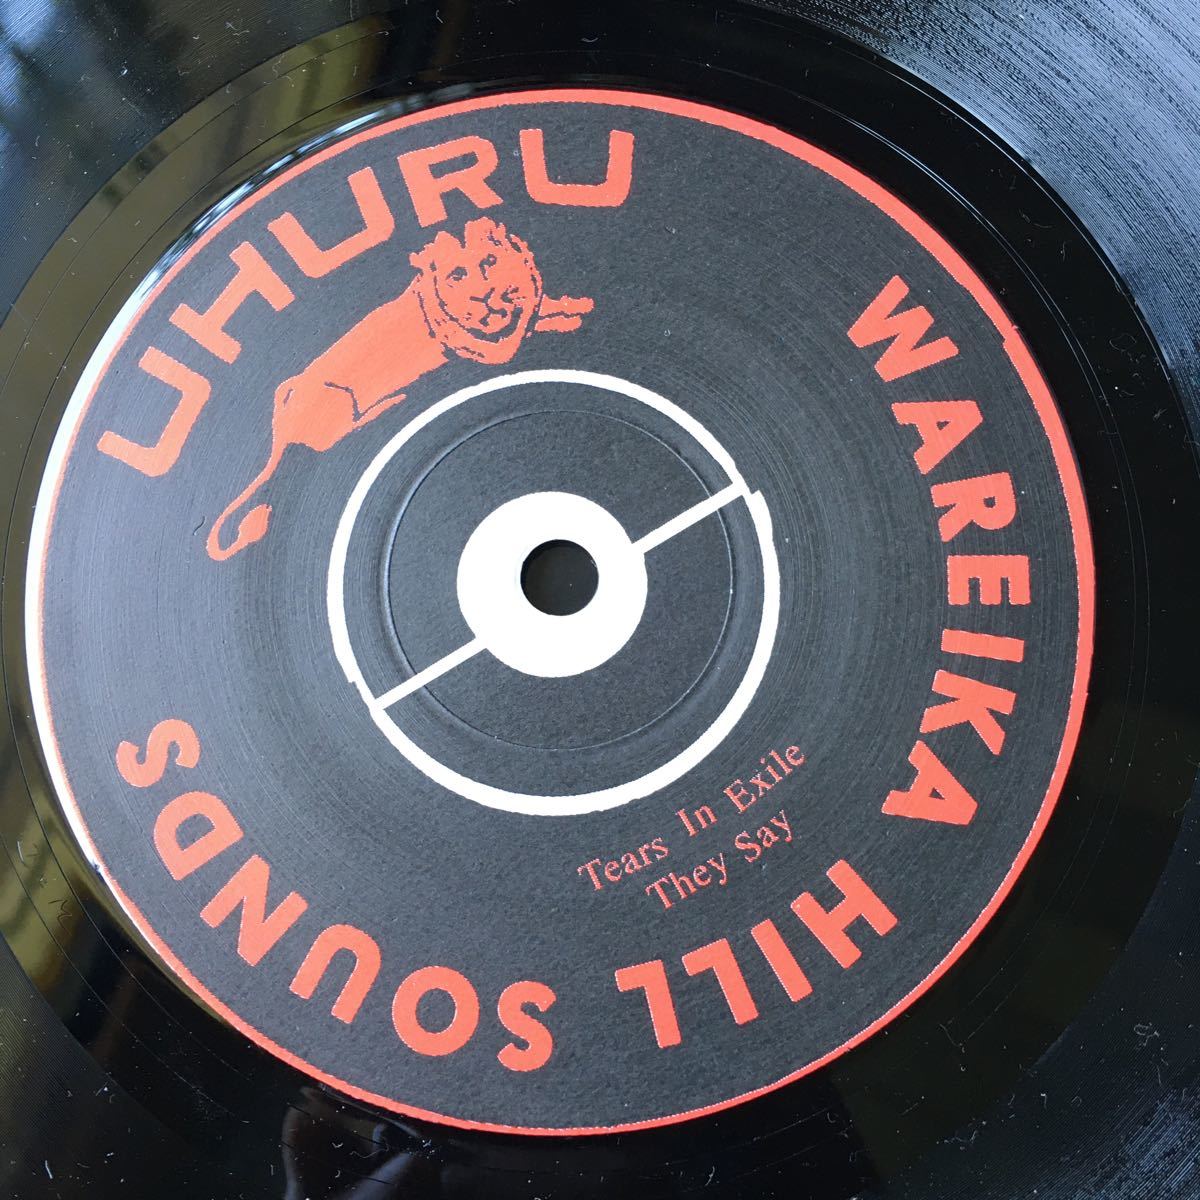 UHURU
WAREIKA HILL SOUNDS
Tears In Exile
They Say